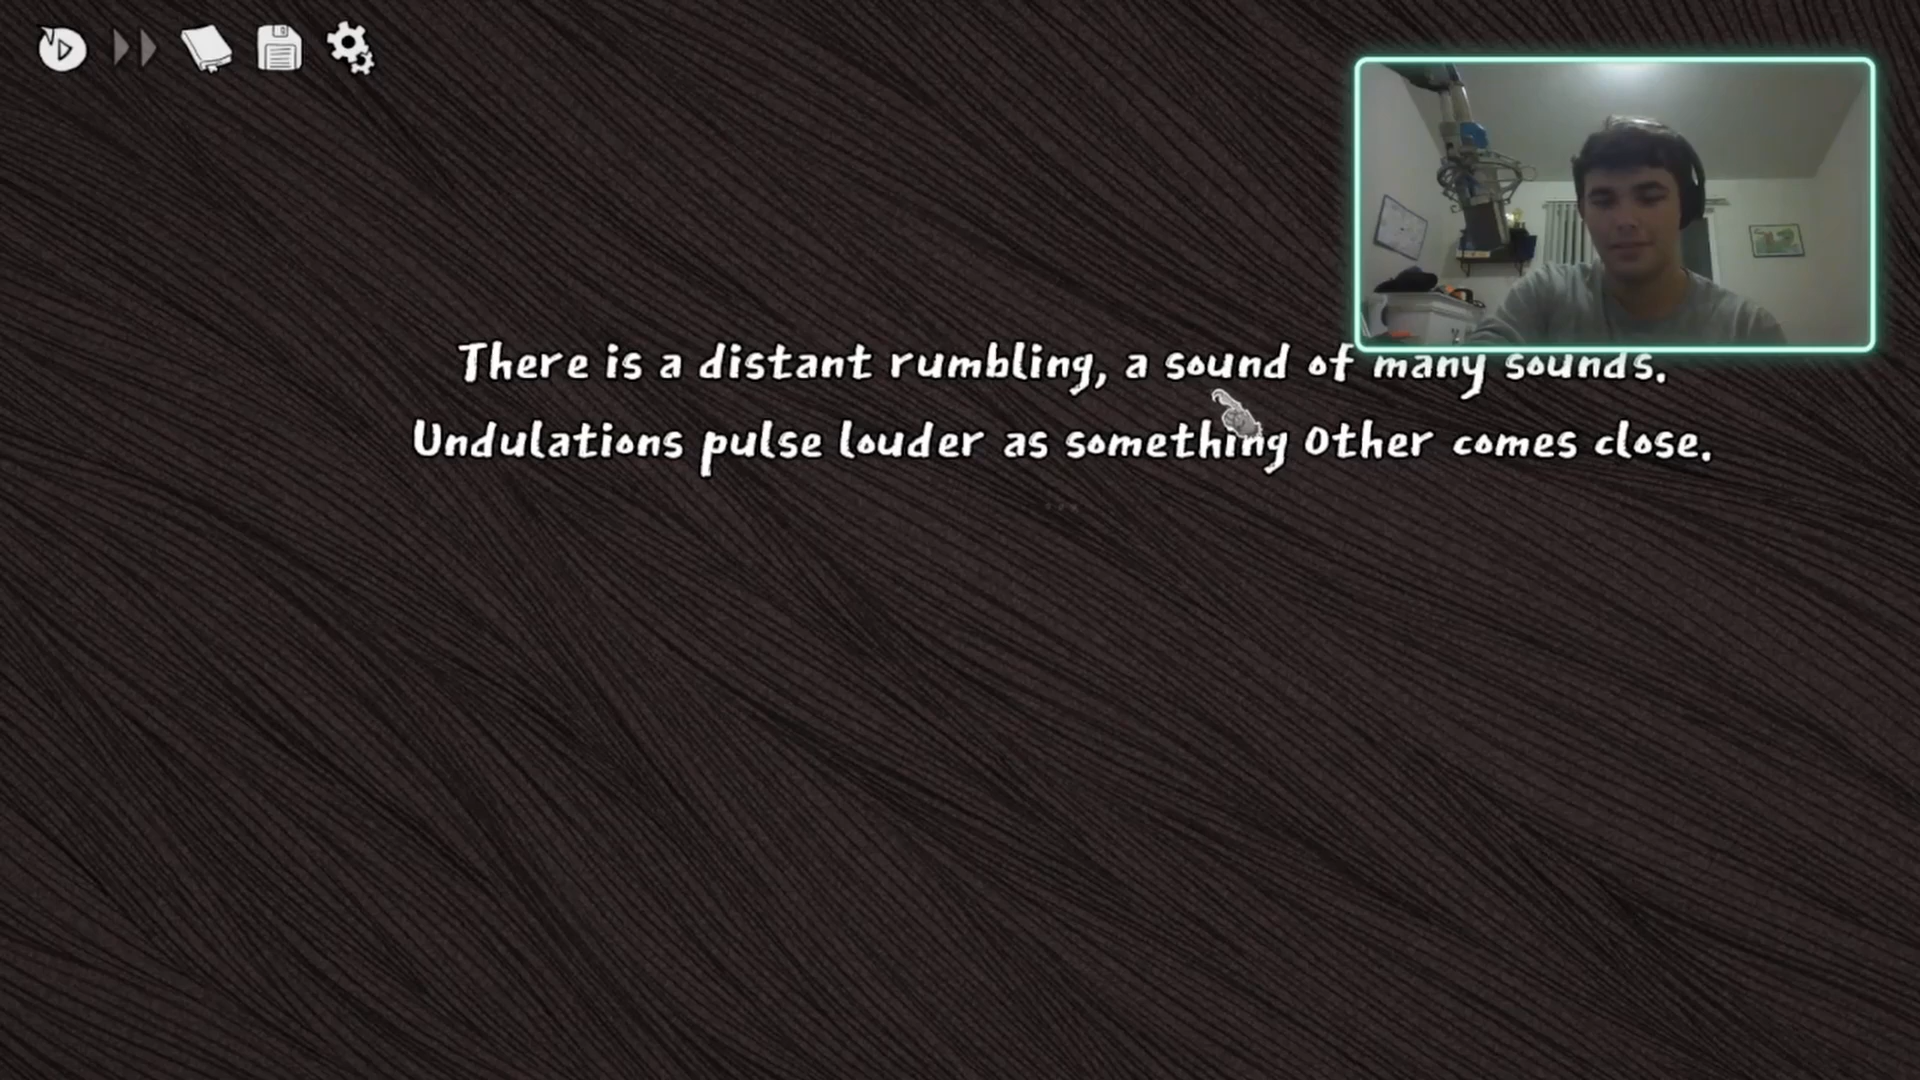 There is a distant rumbling, a sound of many sounds.
Undulations pulse louder as something Other comes close.